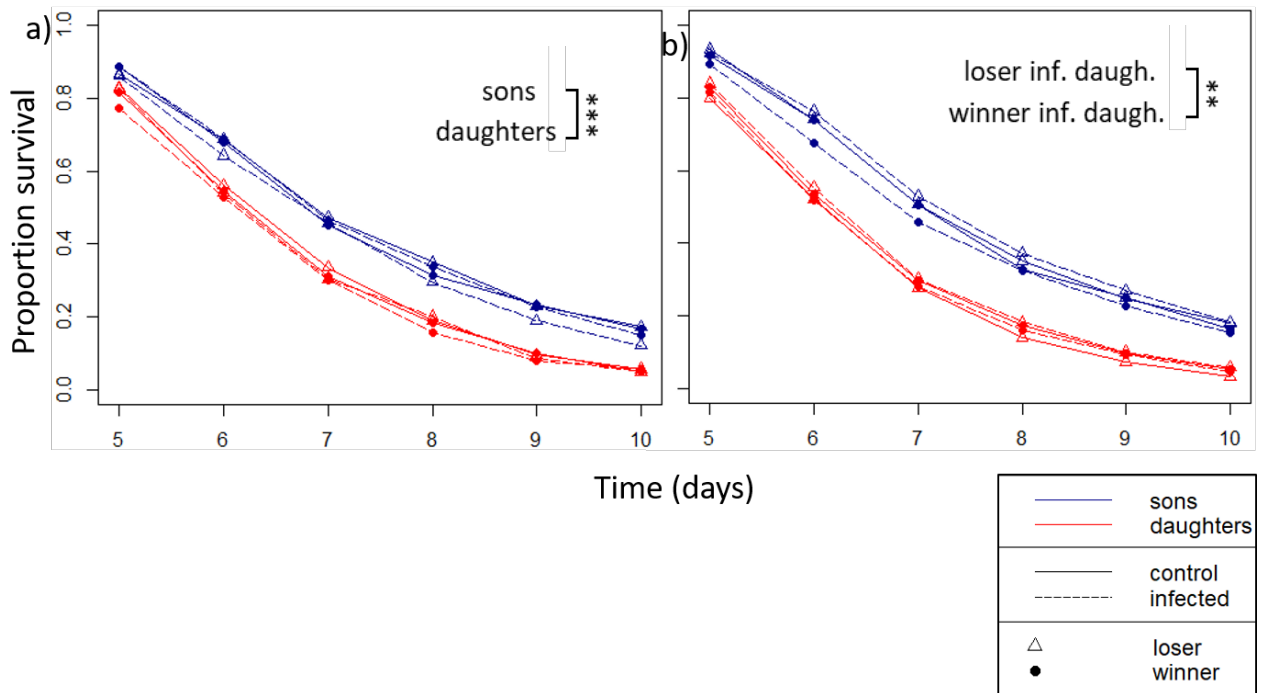 a)
b)
Proportion survival
1.0
0.8
0.6
0.4
0.2
0.0
sons
daughters
***
loser inf. daugh.
winner inf. daugh.
**
5 6 7 8 9 10
5 6 7 8 9 10
Time (days)
sons
daughters
control
infected
loser
winner